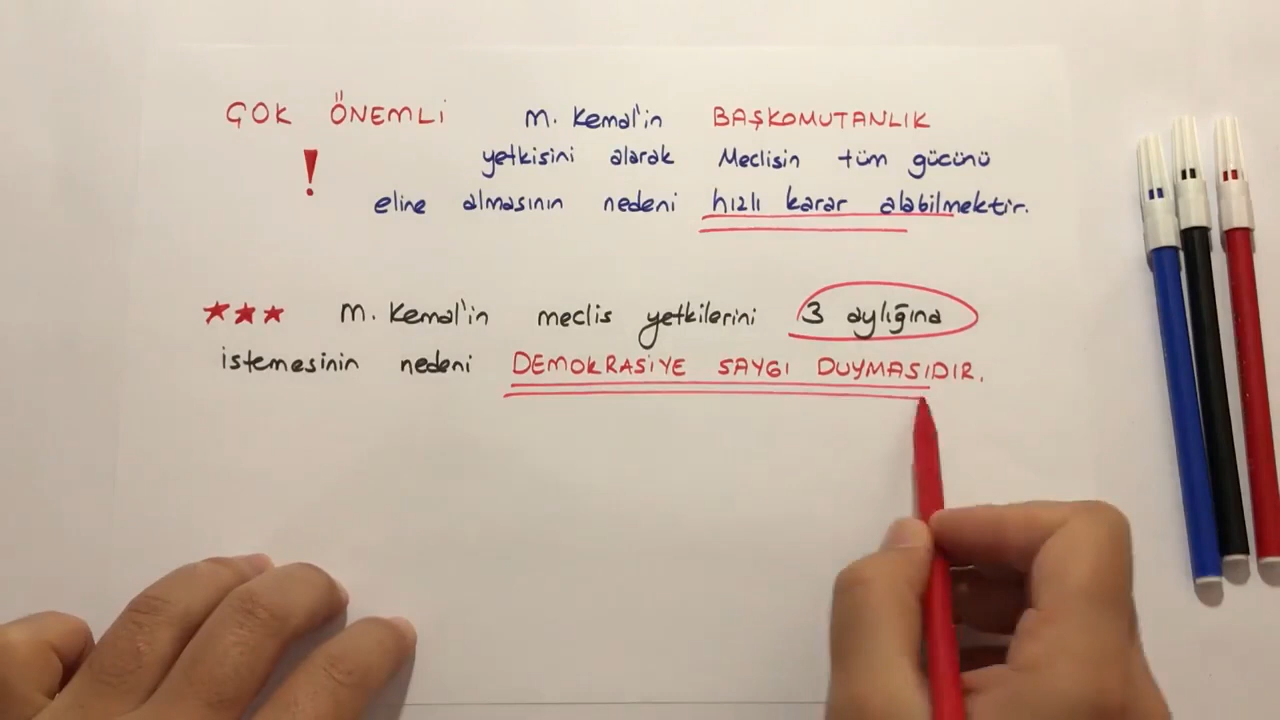 ÇOK ÖNEMLİ M. Kemal'in BAŞKOMUTANLIK
! yetkisini alarak Meclisin tüm gücünü
eline almasının nedeni hızlı karar alabilmektir.
★★★ M. Kemal'in meclis yetkilerini 3 aylığına
istemesinin nedeni DEMOKRASİYE SAYGI DUYMASIDIR.